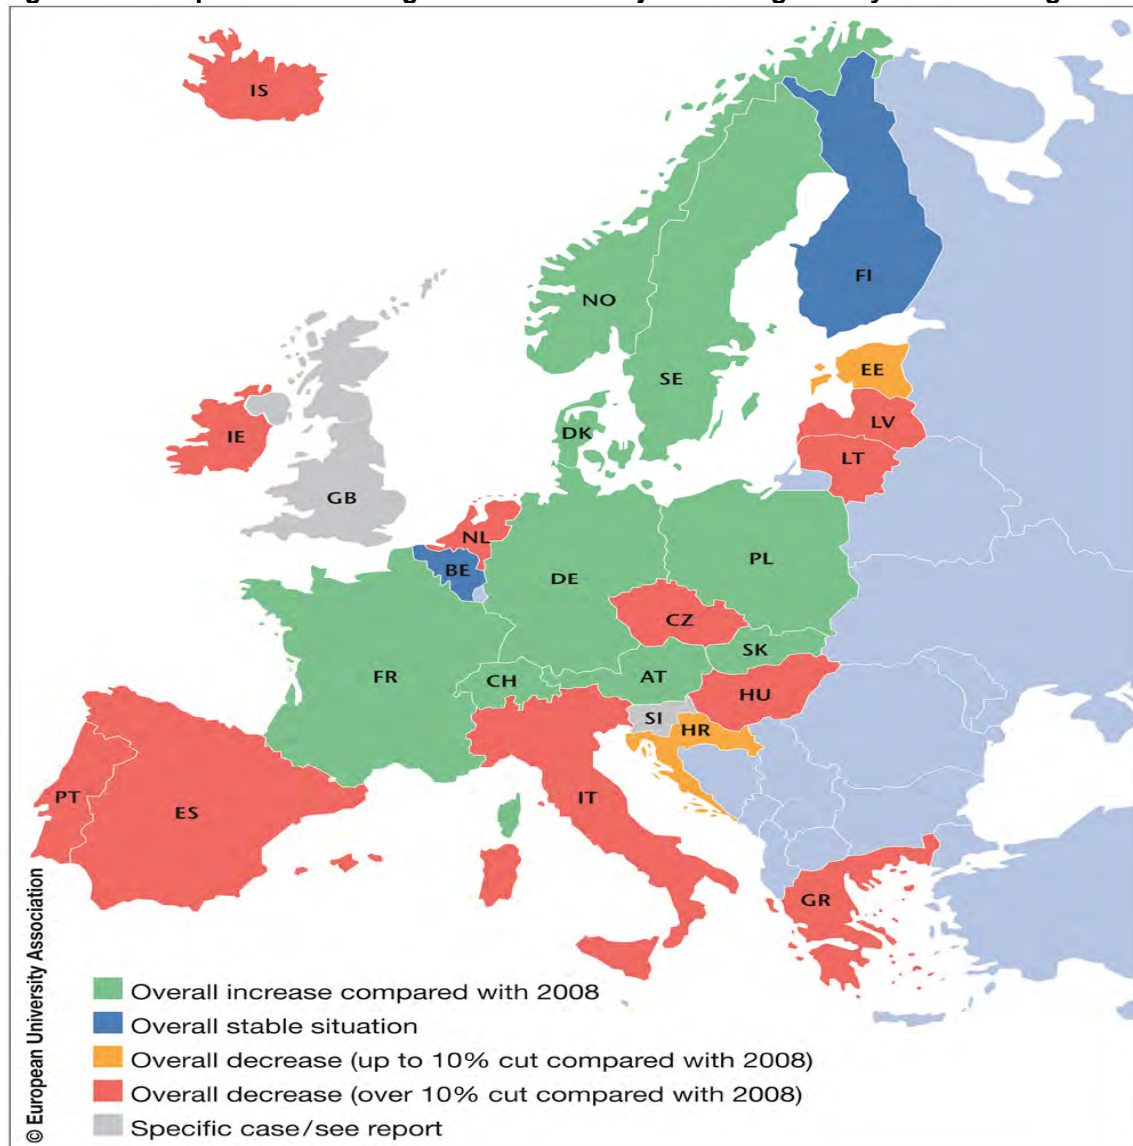 IS
FI
NO
SE
EE
LV
DK
IE
LT
GB
NL
PL
BE
DE
CZ
SK
FR
CH
AT
HU
SI
HR
PT
IT
ES
GR
© European University Association
Overall increase compared with 2008
Overall stable situation
Overall decrease (up to 10% cut compared with 2008)
Overall decrease (over 10% cut compared with 2008)
Specific case/see report